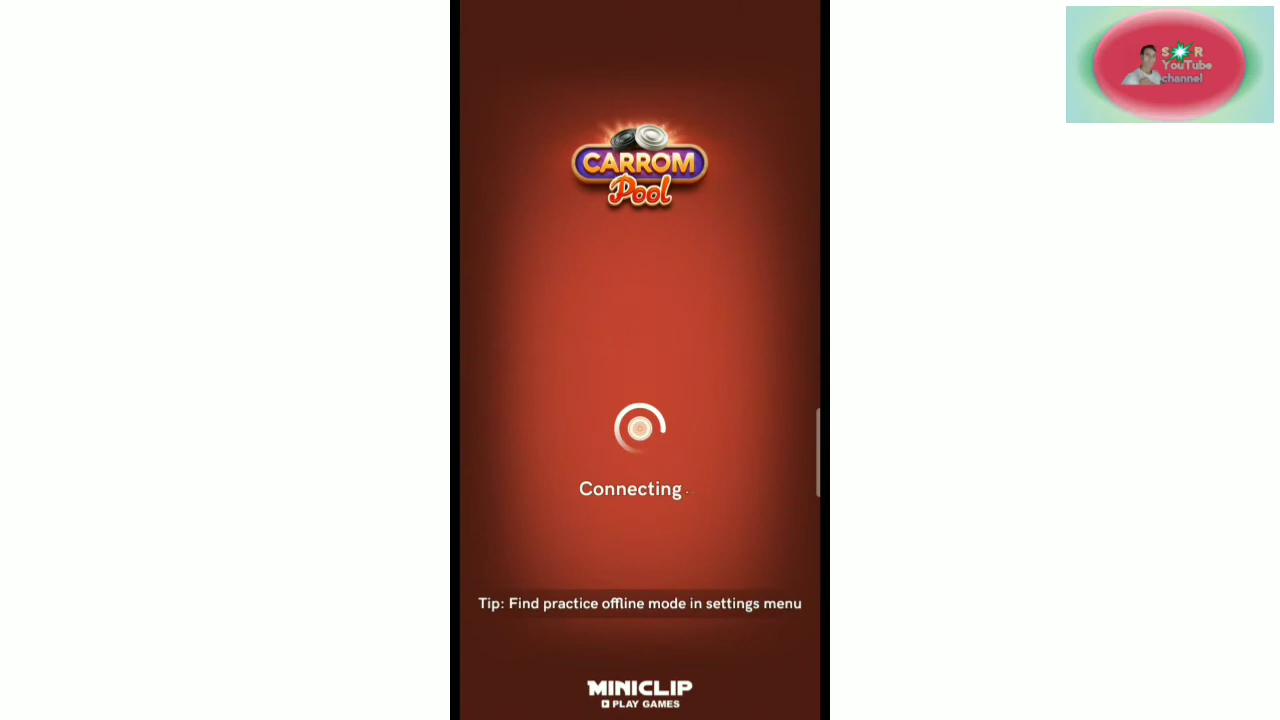 CARROM
Pool
Connecting .
Tip: Find practice offline mode in settings menu
MINICLIP
PLAY GAMES
S R
YouTube
channel